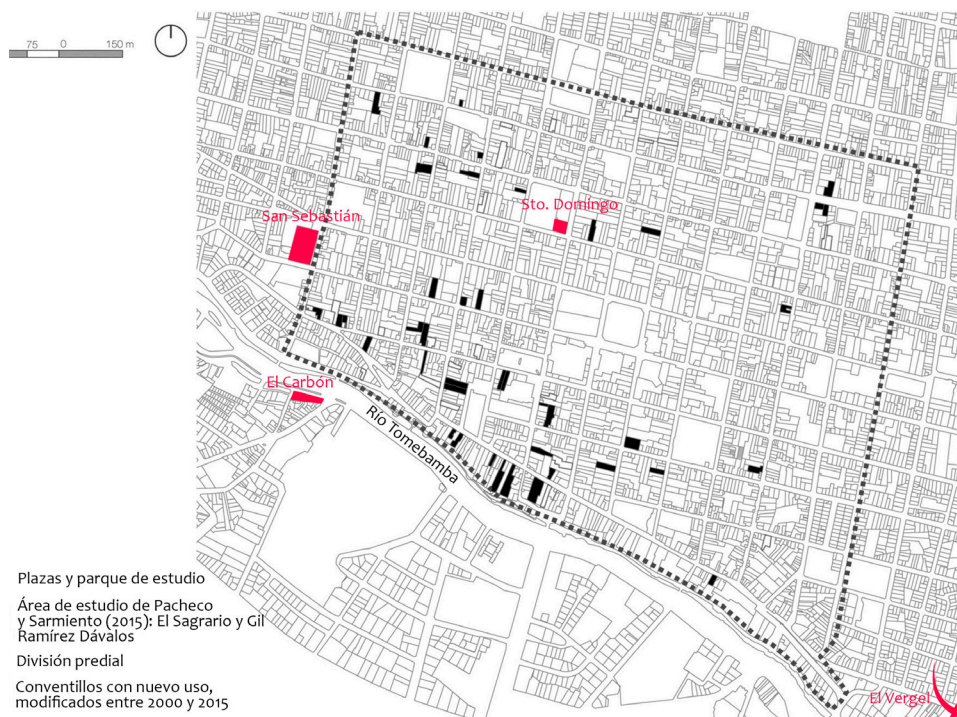 75 0 150 m
San Sebastián
Sto. Domingo
El Carbón
Río Tomebamba
El Vergel
Plazas y parque de estudio
Área de estudio de Pacheco
y Sarmiento (2015): El Sagrario y Gil
Ramírez Dávalos
División predial
Conventillos con nuevo uso,
modificados entre 2000 y 2015